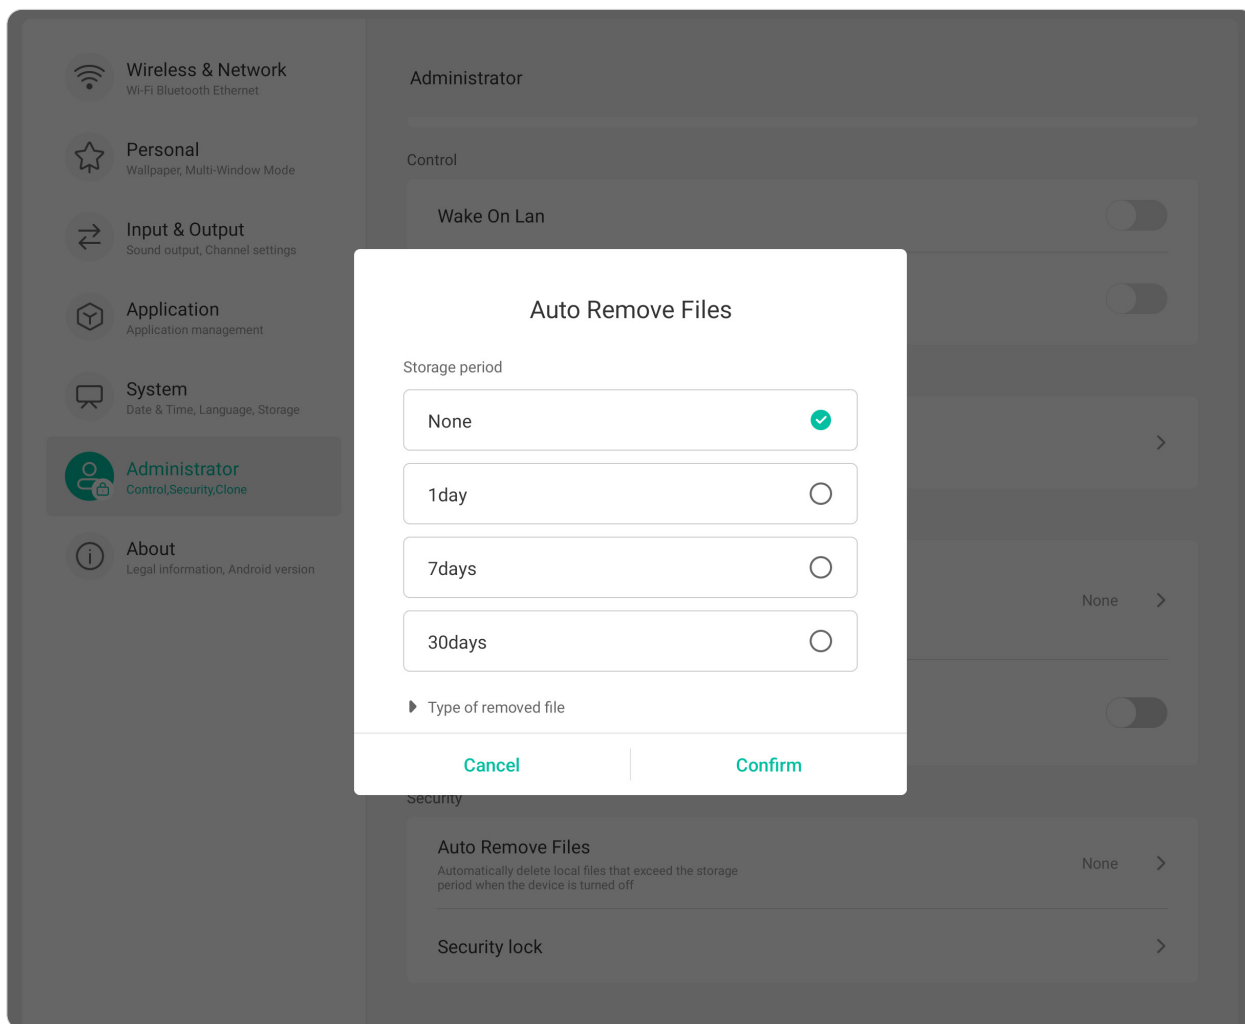 Wireless & Network
Wi-Fi Bluetooth Ethernet
Personal
Wallpaper, Multi-Window Mode
Input & Output
Sound output, Channel settings
Application
Application management
System
Date & Time, Language, Storage
Administrator
Control,Security,Clone
About
Legal information, Android version
Administrator
Control
Wake On Lan
Auto Remove Files
Storage period
None
1day
7days
30days
Type of removed file
Cancel
Confirm
None
Security
Auto Remove Files
Automatically delete local files that exceed the storage
period when the device is turned off
None
Security lock